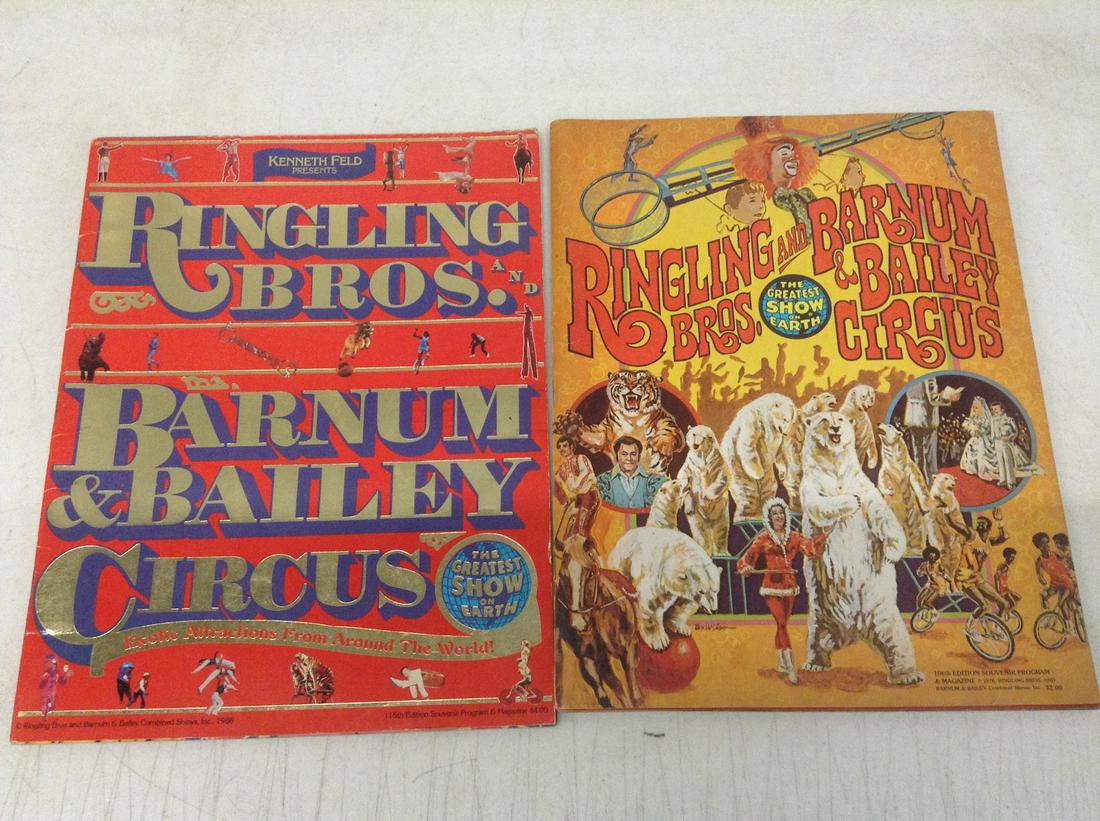 KENNETH FELD
PRESENTS
RINGLING
BROS. AND
BARNUM
& BAILEY
CIRCUS
THE
GREATEST
SHOW
ON
EARTH
Exotic Attractions From Around The World!
© Ringling Bros and Barnum & Bailey Combined Shows, Inc., 1986
116th Edition Souvenir Program & Magazine $4.00
RINGLING AND BARNUM
BROS. & BAILEY
CIRCUS
THE
GREATEST
SHOW
ON
EARTH
106th EDITION SOUVENIR PROGRAM
& MAGAZINE © 1976, RINGLING BROS. AND
BARNUM & BAILEY Combined Shows, Inc. $2.00